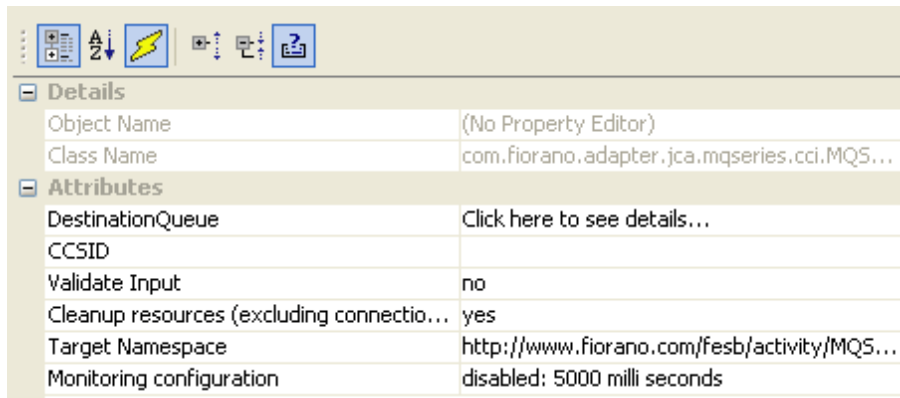 Details
Object Name (No Property Editor)
Class Name com.fiorano.adapter.jca.mqseries.cci.MQS...
Attributes
DestinationQueue Click here to see details...
CCSID
Validate Input no
Cleanup resources (excluding connectio... yes
Target Namespace http://www.fiorano.com/fesb/activity/MQS...
Monitoring configuration disabled: 5000 milli seconds